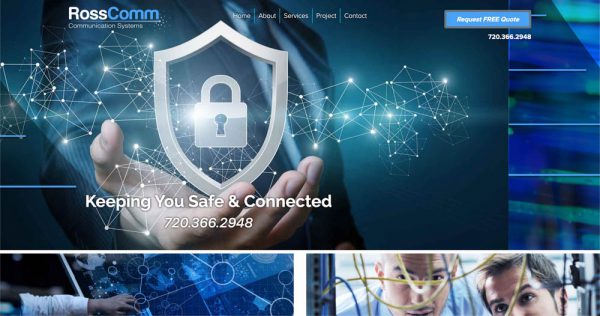 RossComm
Communication Systems
Home About Services Project Contact
Request FREE Quote
720.366.2948
Keeping You Safe & Connected
720.366.2948